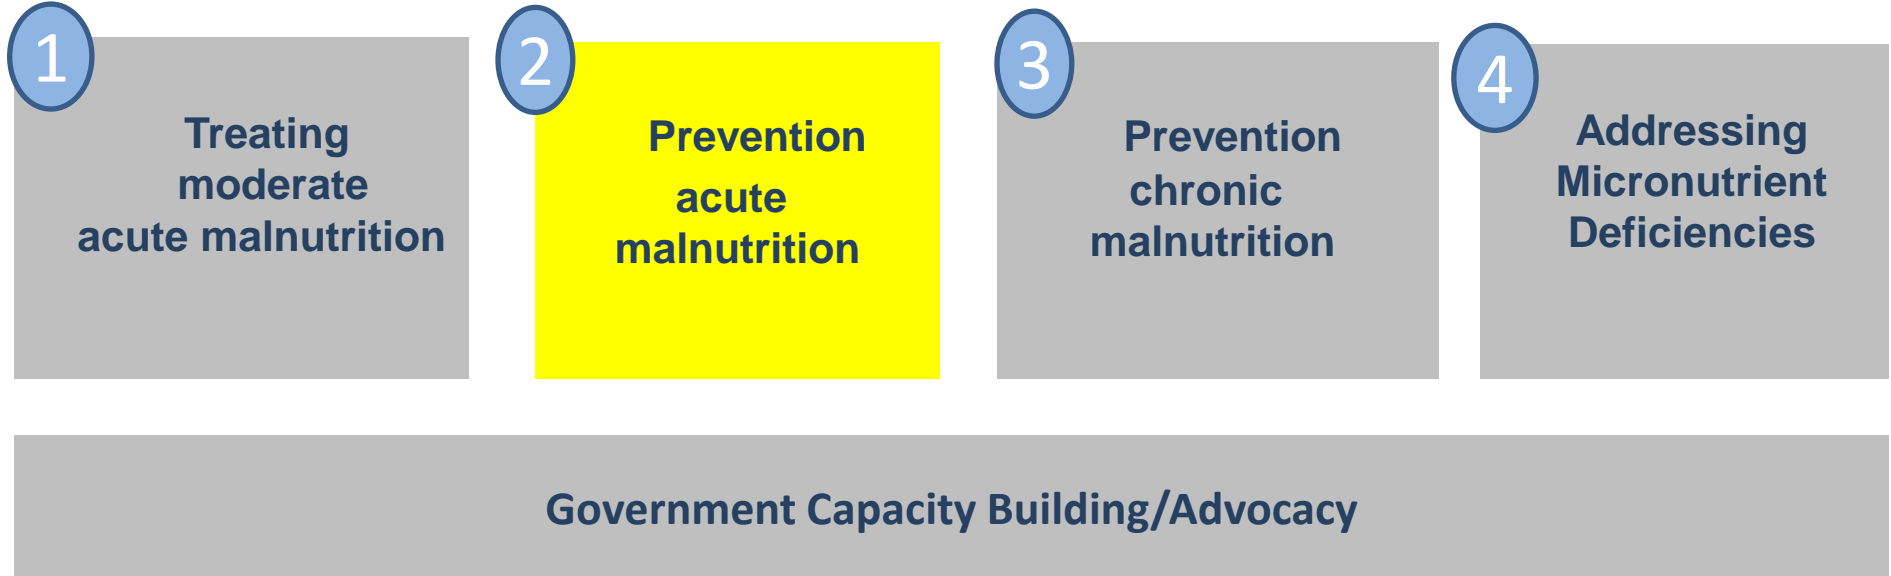 1
Treating
moderate
acute malnutrition
2
Prevention
acute
malnutrition
3
Prevention
chronic
malnutrition
4
Addressing
Micronutrient
Deficiencies
Government Capacity Building/Advocacy